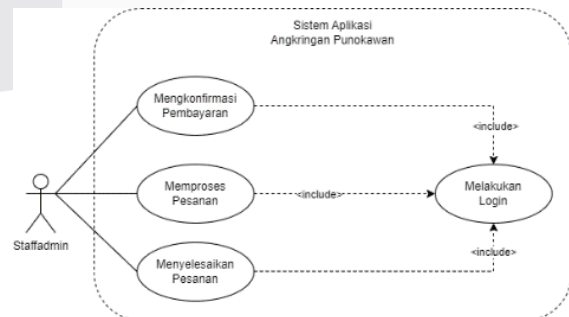 Sistem Aplikasi
Angkringan Punokawan
Mengkonfirmasi
Pembayaran
<include>
Memproses
Pesanan
<include>
Melakukan
Login
Staffadmin
Menyelesaikan
Pesanan
<include>